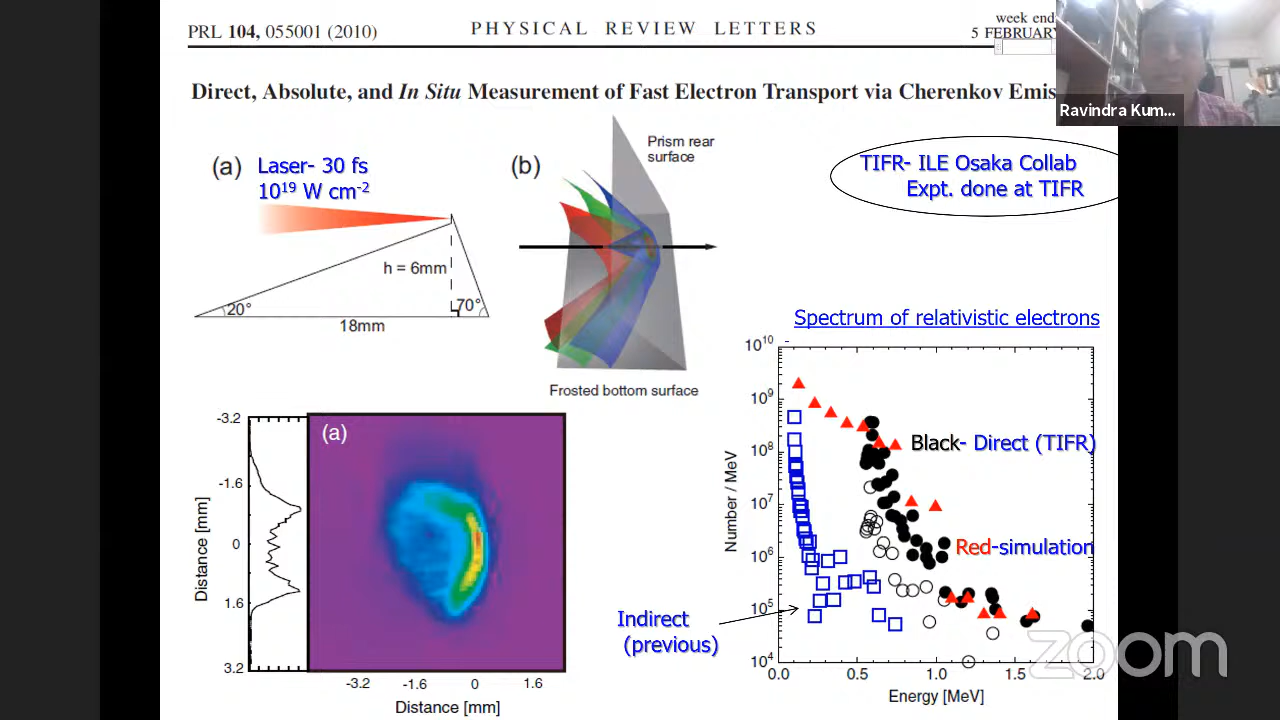 PRL 104, 055001 (2010)
PHYSICAL REVIEW LETTERS
week end
5 FEBRUARY
Direct, Absolute, and In Situ Measurement of Fast Electron Transport via Cherenkov Emis
Ravindra Kum...
(a)
Laser- 30 fs
10¹⁹ W cm⁻²
h = 6mm
20°
70°
18mm
(b)
Prism rear
surface
Frosted bottom surface
TIFR- ILE Osaka Collab
Expt. done at TIFR
Spectrum of relativistic electrons
-3.2
-1.6
0
1.6
3.2
Distance [mm]
(a)
-3.2
-1.6
0
1.6
Distance [mm]
10¹⁰
10⁹
10⁸
10⁷
10⁶
10⁵
10⁴
Number / MeV
Black- Direct (TIFR)
Red-simulation
Indirect
(previous)
0.0
0.5
1.0
1.5
2.0
Energy [MeV]
zoom